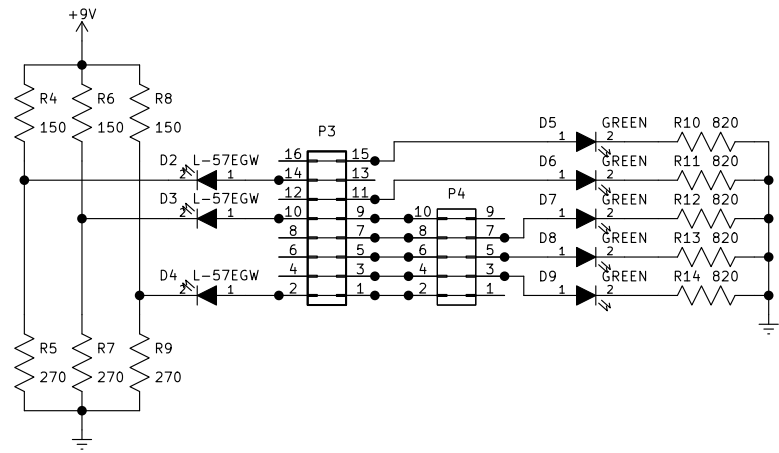 +9V
R4 R6 R8
150 150 150
D2 L-57EGW
2 1
D3 L-57EGW
2 1
D4 L-57EGW
2 1
R5 R7 R9
270 270 270
P3
16 15
14 13
12 11
10 9
8 7
6 5
4 3
2 1
P4
10 9
8 7
6 5
4 3
2 1
D5 GREEN R10 820
1 2
D6 GREEN R11 820
1 2
D7 GREEN R12 820
1 2
D8 GREEN R13 820
1 2
D9 GREEN R14 820
1 2